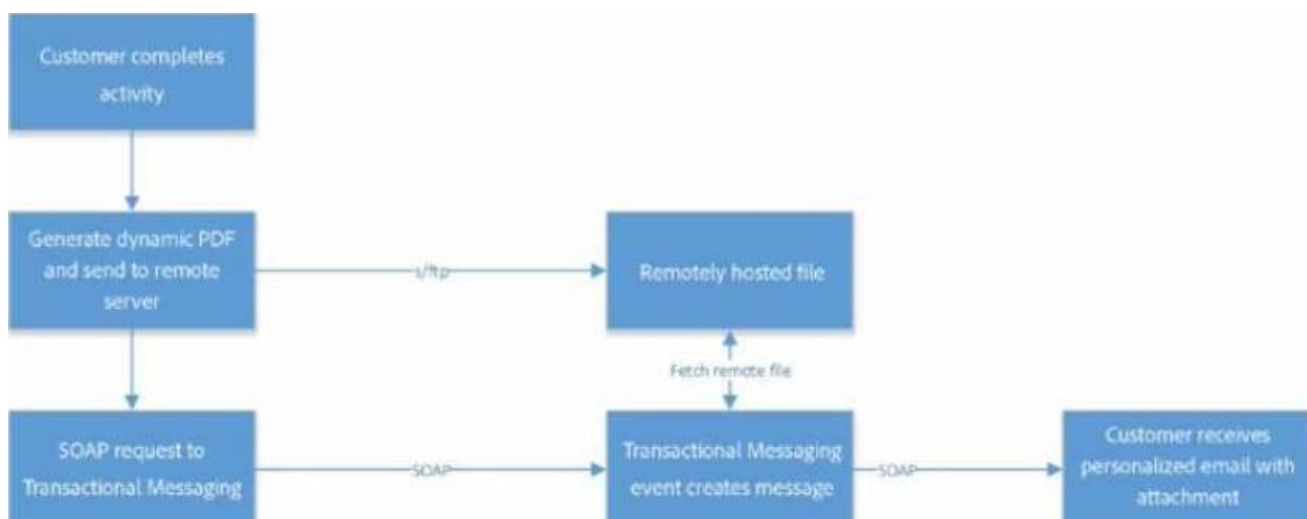 Customer completes
activity
Generate dynamic PDF
and send to remote
server
s/ftp
Remotely hosted file
Fetch remote file
SOAP request to
Transactional Messaging
SOAP
Transactional Messaging
event creates message
SOAP
Customer receives
personalized email with
attachment